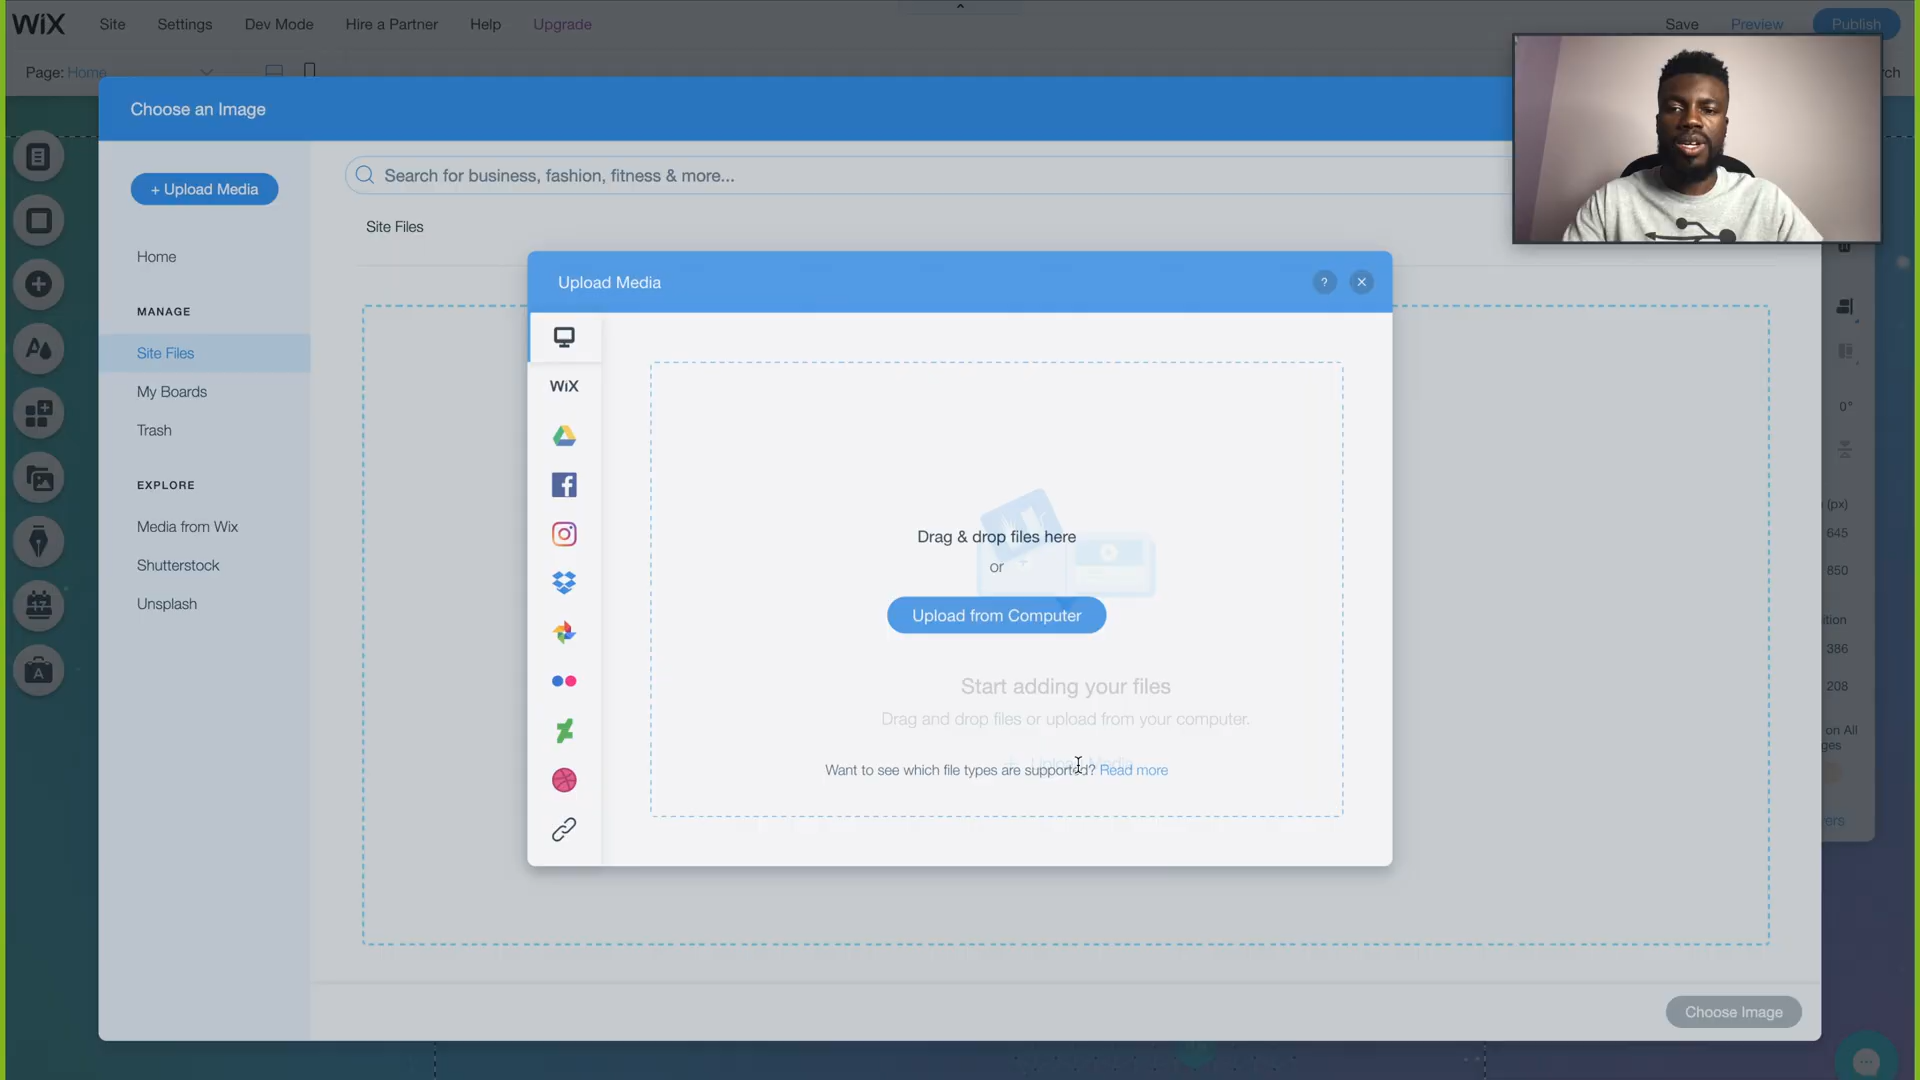 WiX Site Settings Dev Mode Hire a Partner Help Upgrade Save Preview Publish
Page: Home
Choose an Image
+ Upload Media
Search for business, fashion, fitness & more...
Site Files
Home
MANAGE
Site Files
My Boards
Trash
EXPLORE
Media from Wix
Shutterstock
Unsplash
Upload Media
?
WiX
Drag & drop files here
or
Upload from Computer
Start adding your files
Drag and drop files or upload from your computer.
Want to see which file types are supported? Read more
Choose Image
17
A
0°
(px)
645
850
386
208
on All